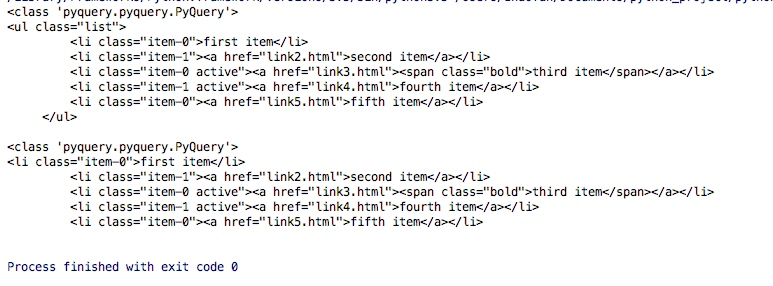 <class 'pyquery.pyquery.PyQuery'>
<ul class="list">
        <li class="item-0">first item</li>
        <li class="item-1"><a href="link2.html">second item</a></li>
        <li class="item-0 active"><a href="link3.html"><span class="bold">third item</span></a></li>
        <li class="item-1 active"><a href="link4.html">fourth item</a></li>
        <li class="item-0"><a href="link5.html">fifth item</a></li>
    </ul>
<class 'pyquery.pyquery.PyQuery'>
<li class="item-0">first item</li>
        <li class="item-1"><a href="link2.html">second item</a></li>
        <li class="item-0 active"><a href="link3.html"><span class="bold">third item</span></a></li>
        <li class="item-1 active"><a href="link4.html">fourth item</a></li>
        <li class="item-0"><a href="link5.html">fifth item</a></li>
Process finished with exit code 0